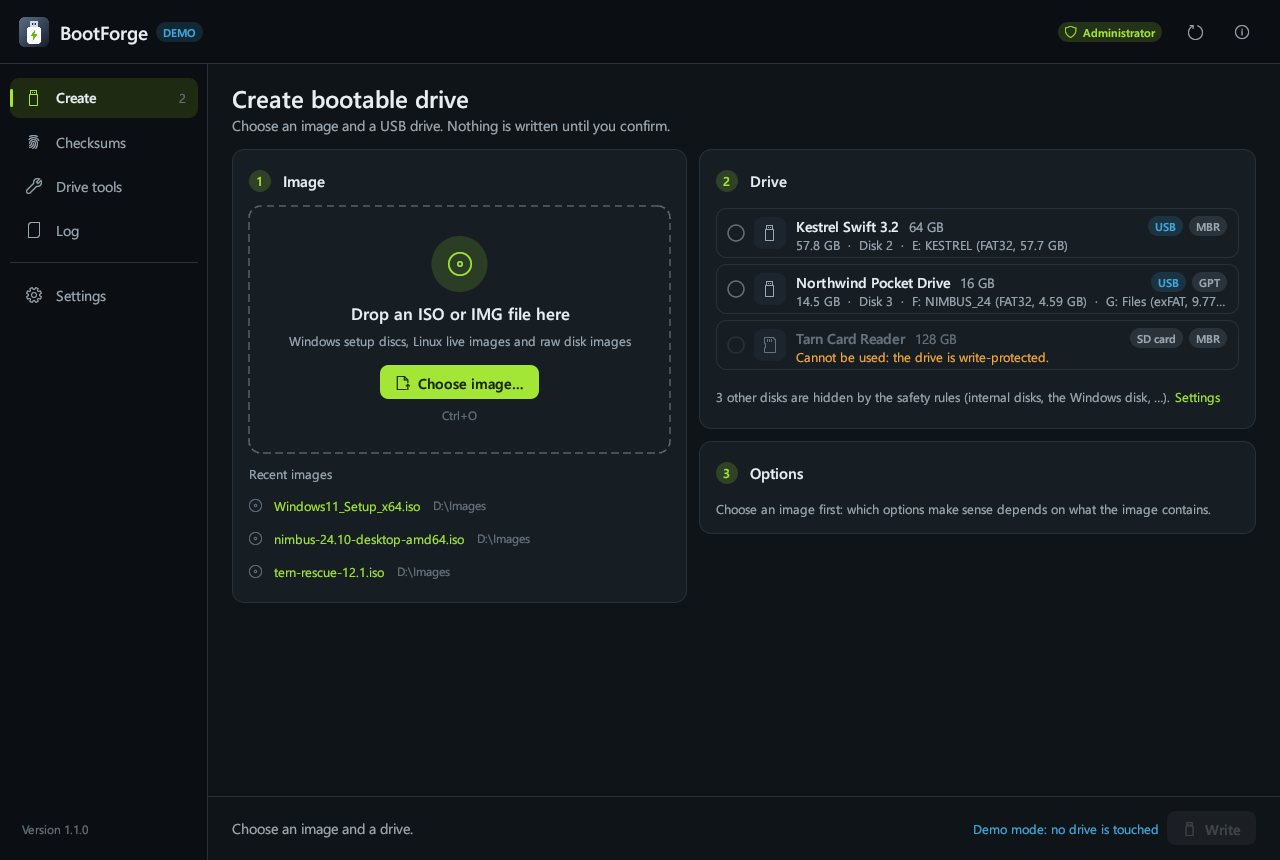 BootForge DEMO
Administrator
Create 2
Checksums
Drive tools
Log
Settings
Version 1.1.0
Create bootable drive
Choose an image and a USB drive. Nothing is written until you confirm.
1 Image
Drop an ISO or IMG file here
Windows setup discs, Linux live images and raw disk images
Choose image...
Ctrl+O
Recent images
Windows11_Setup_x64.iso D:\Images
nimbus-24.10-desktop-amd64.iso D:\Images
tern-rescue-12.1.iso D:\Images
2 Drive
Kestrel Swift 3.2 64 GB USB MBR
57.8 GB · Disk 2 · E: KESTREL (FAT32, 57.7 GB)
Northwind Pocket Drive 16 GB USB GPT
14.5 GB · Disk 3 · F: NIMBUS_24 (FAT32, 4.59 GB) · G: Files (exFAT, 9.77...
Tarn Card Reader 128 GB SD card MBR
Cannot be used: the drive is write-protected.
3 other disks are hidden by the safety rules (internal disks, the Windows disk, ...). Settings
3 Options
Choose an image first: which options make sense depends on what the image contains.
Choose an image and a drive.
Demo mode: no drive is touched
Write